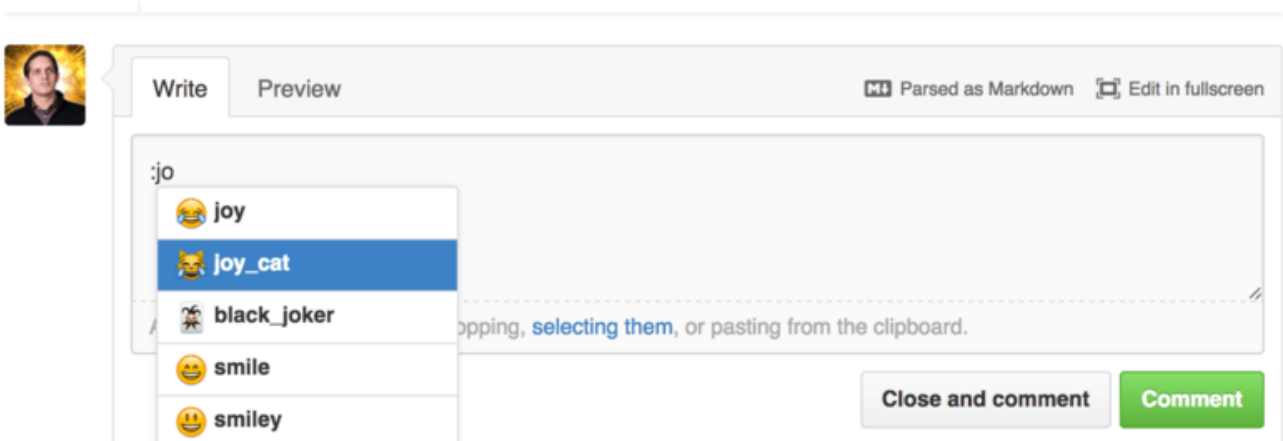 Write Preview Parsed as Markdown Edit in fullscreen
:jo
joy
joy_cat
black_joker
opping, selecting them, or pasting from the clipboard.
smile
smiley
Close and comment Comment